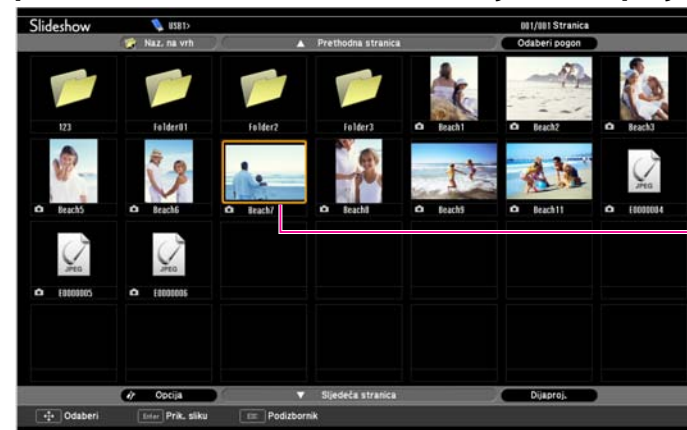 Slideshow USB1> 001/001 Stranica
Naz. na vrh ▲ Prethodna stranica Odaberi pogon
123 Folder01 Folder2 Folder3 Beach1 Beach2 Beach3
JPEG
Beach5 Beach6 Beach7 Beach8 Beach9 Beach11 E0000004
JPEG JPEG
E0000005 E0000006
Opcija ▼ Sljedeća stranica Dijaproj.
Odaberi Enter Prik. sliku ESC Podizbornik